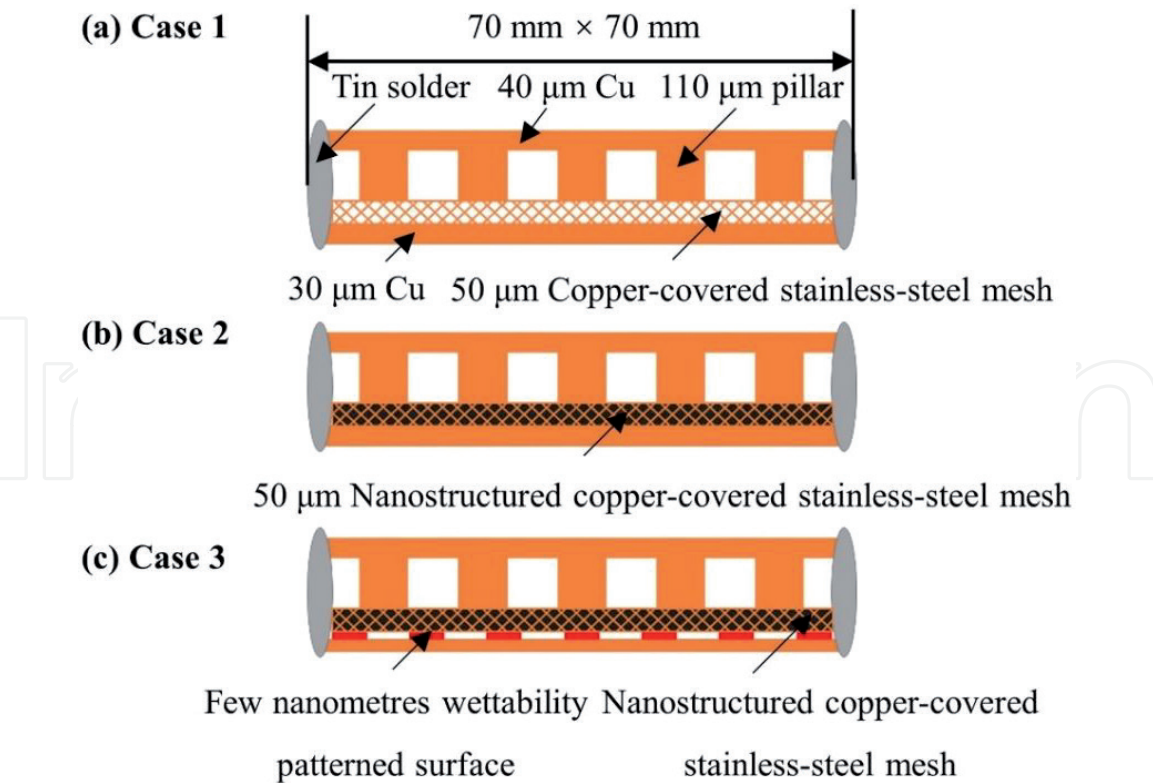 (a) Case 1
70 mm × 70 mm
Tin solder 40 μm Cu 110 μm pillar
30 μm Cu 50 μm Copper-covered stainless-steel mesh
(b) Case 2
50 μm Nanostructured copper-covered stainless-steel mesh
(c) Case 3
Few nanometres wettability Nanostructured copper-covered
patterned surface stainless-steel mesh